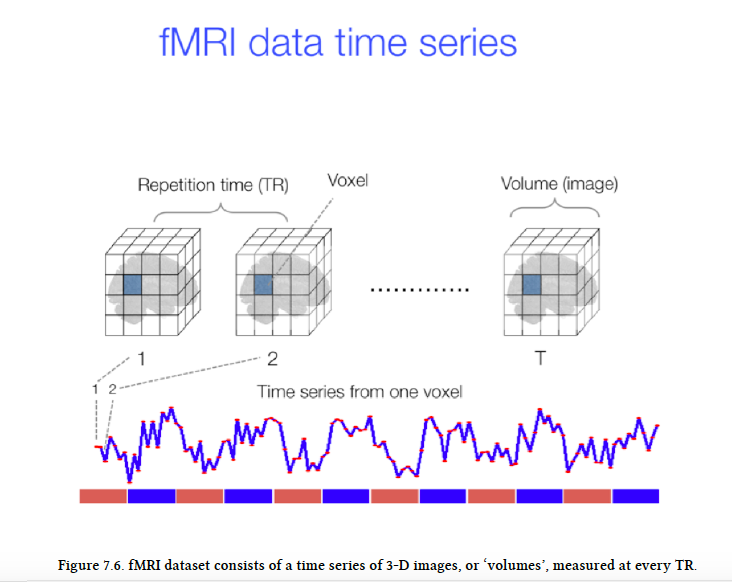 fMRI data time series
Repetition time (TR)
Voxel
Volume (image)
1
2
T
1 2
Time series from one voxel
Figure 7.6. fMRI dataset consists of a time series of 3-D images, or ‘volumes’, measured at every TR.